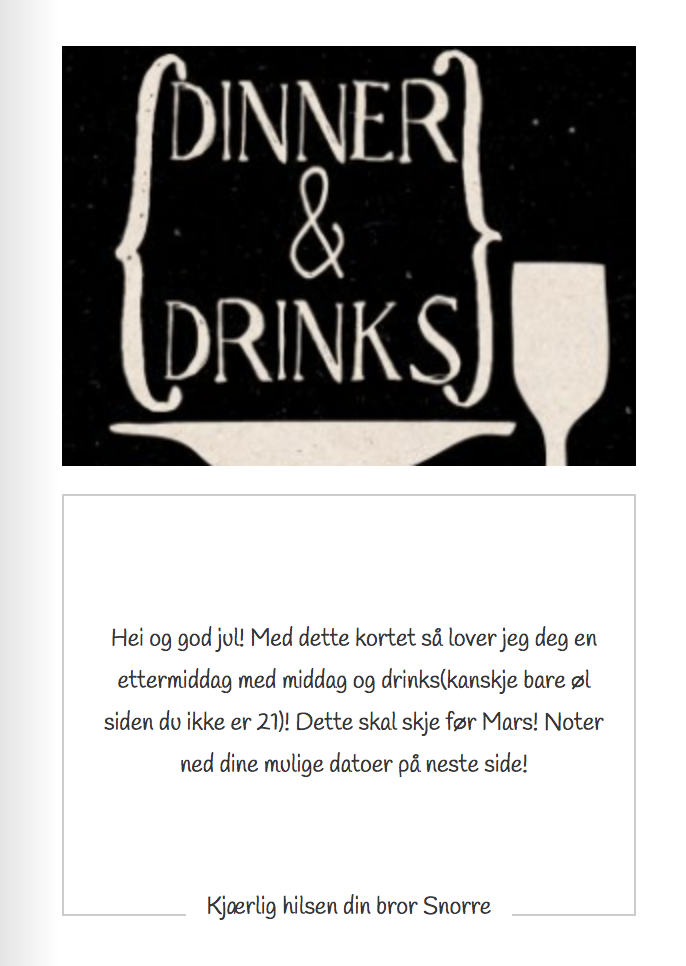 DINNER
&
DRINKS
Hei og god jul! Med dette kortet så lover jeg deg en
ettermiddag med middag og drinks(kanskje bare øl
siden du ikke er 21)! Dette skal skje før Mars! Noter
ned dine mulige datoer på neste side!
Kjærlig hilsen din bror Snorre